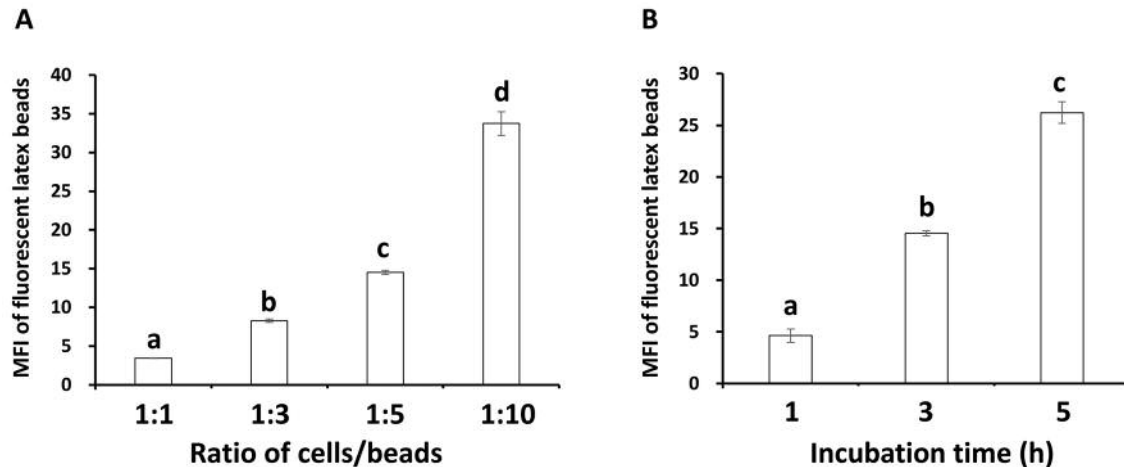 A
MFI of fluorescent latex beads
40
35
30
25
20
15
10
5
0
a
b
c
d
1:1 1:3 1:5 1:10
Ratio of cells/beads
B
MFI of fluorescent latex beads
30
25
20
15
10
5
0
a
b
c
1 3 5
Incubation time (h)